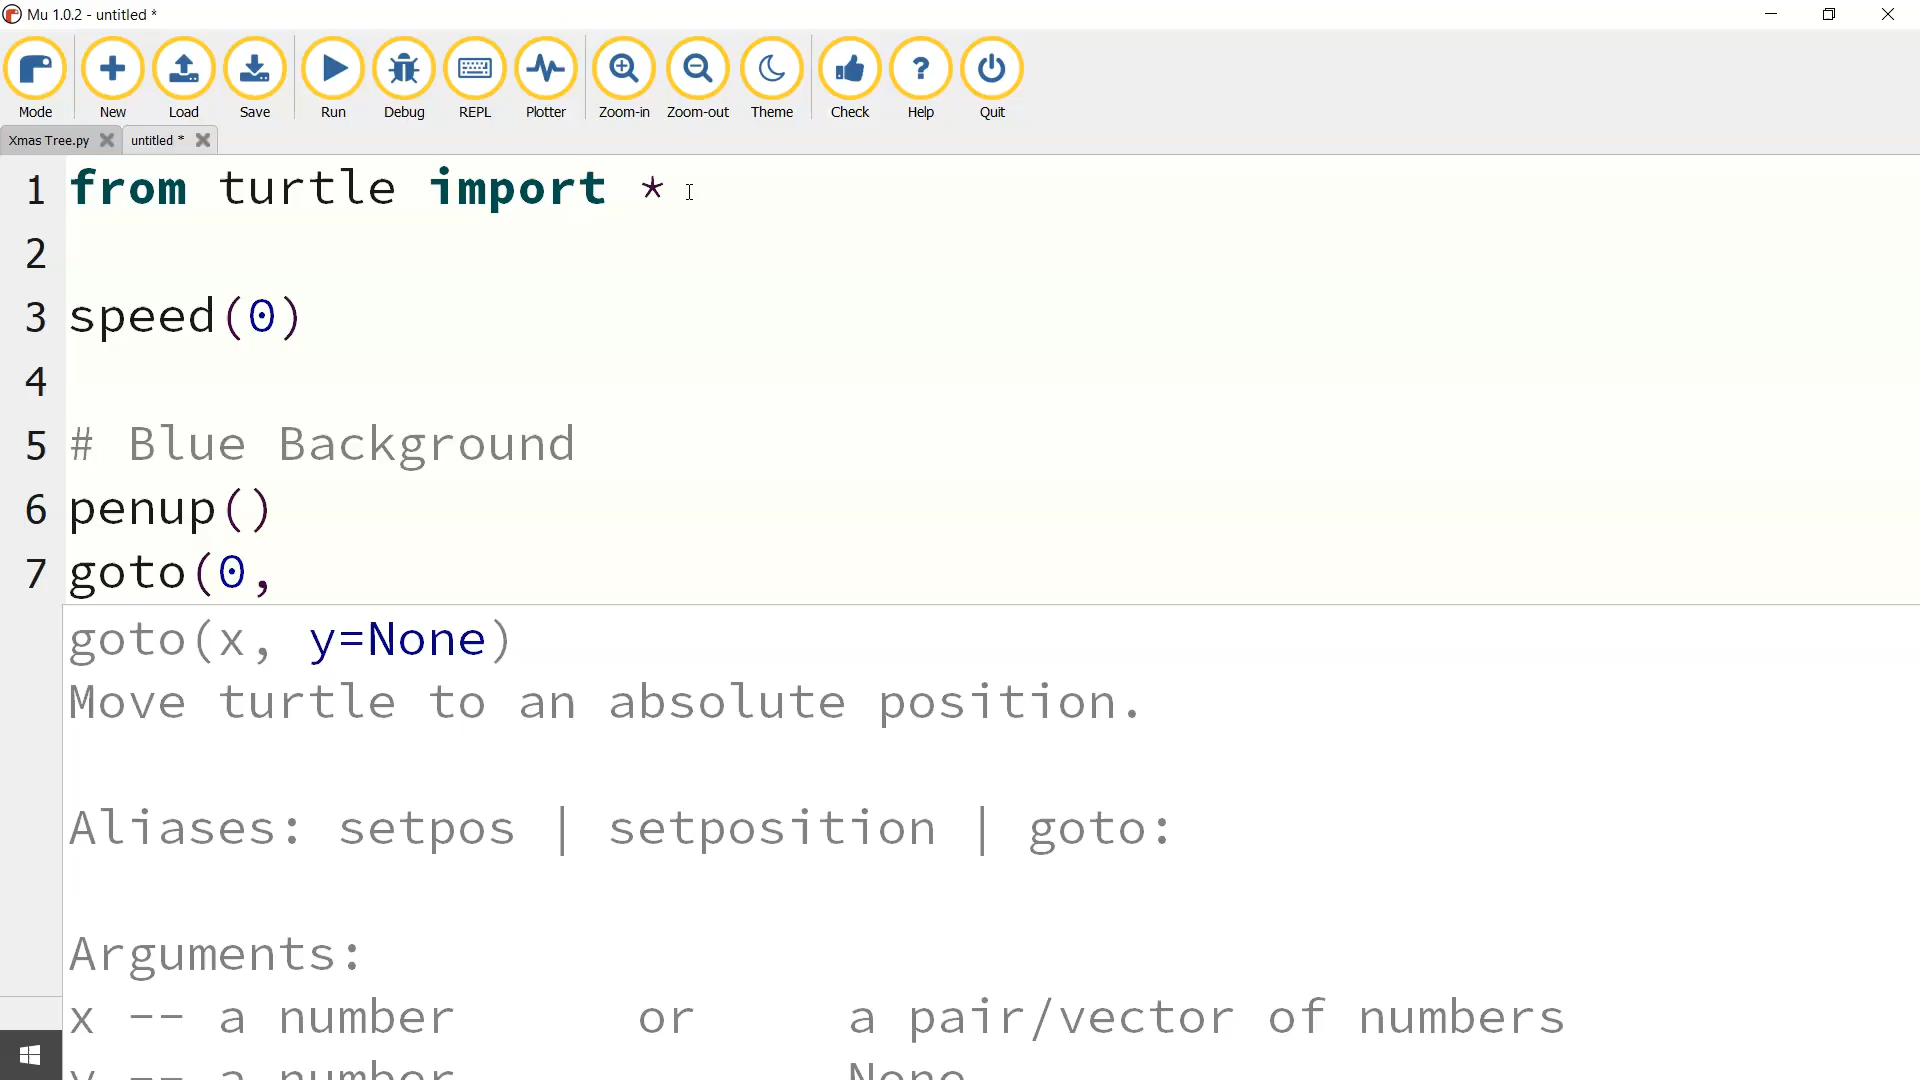 Mu 1.0.2 - untitled *
Mode New Load Save Run Debug REPL Plotter Zoom-in Zoom-out Theme Check Help Quit
Xmas Tree.py untitled *
1 from turtle import *
2
3 speed(0)
4
5 # Blue Background
6 penup()
7 goto(0,
goto(x, y=None)
Move turtle to an absolute position.
Aliases: setpos | setposition | goto:
Arguments:
x -- a number or a pair/vector of numbers
y -- a number None